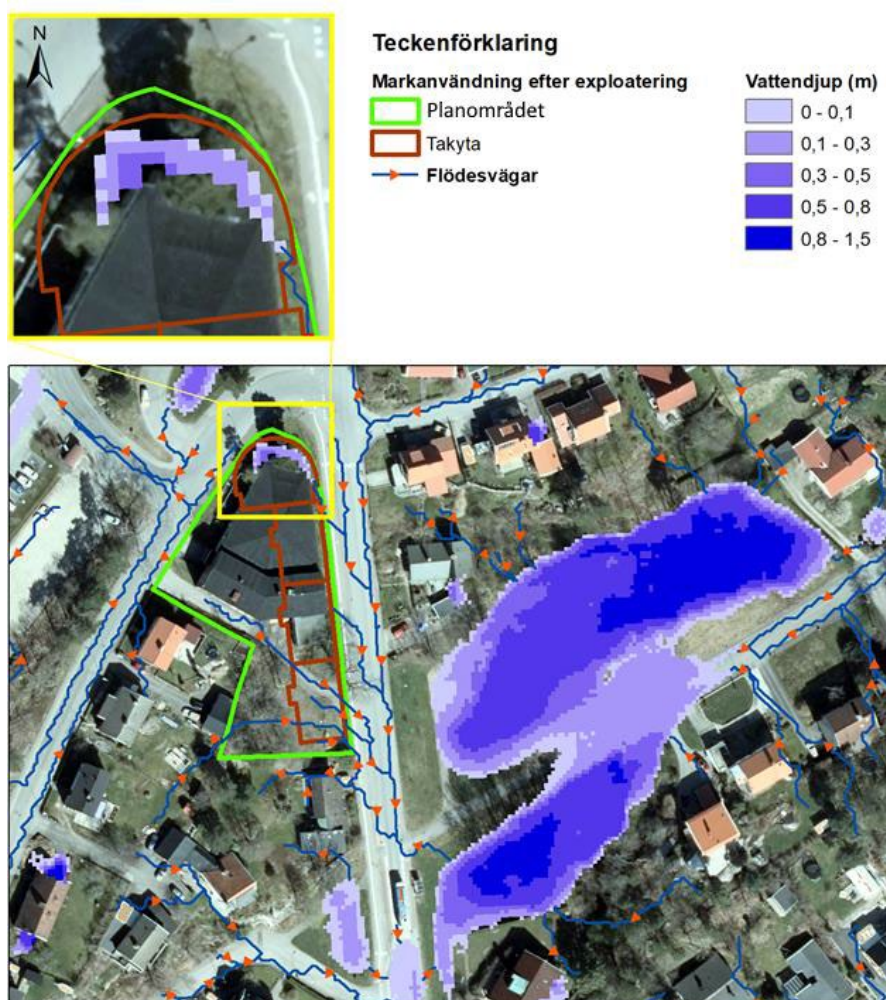 N
Teckenförklaring
Markanvändning efter exploatering
Planområdet
Takyta
Flödesvägar
Vattendjup (m)
0 - 0,1
0,1 - 0,3
0,3 - 0,5
0,5 - 0,8
0,8 - 1,5